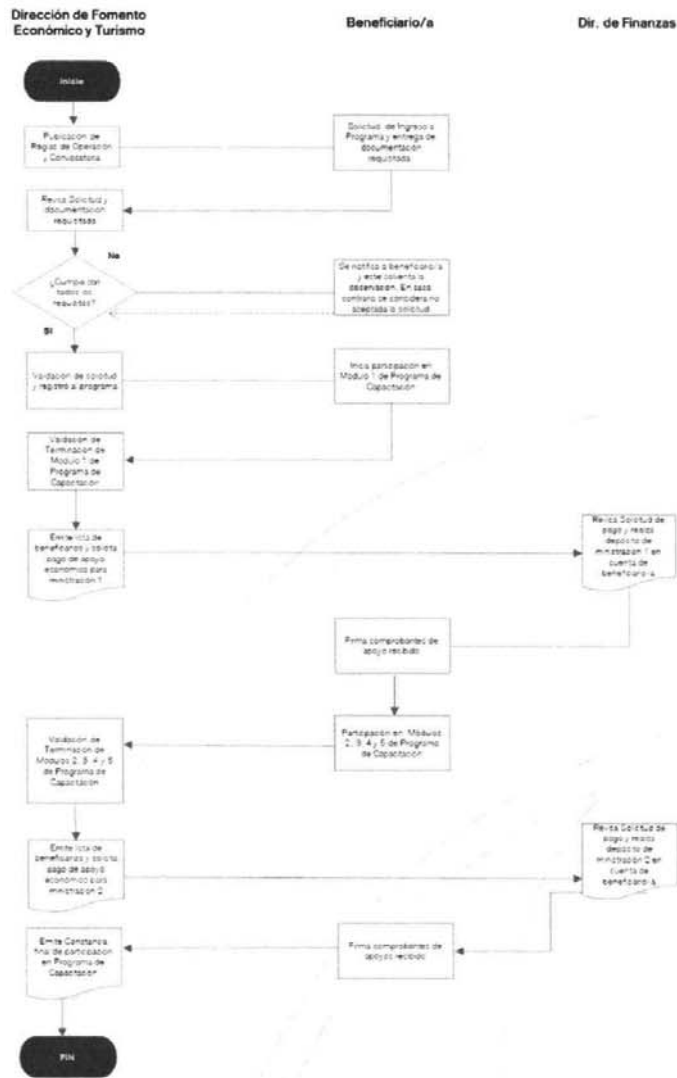 Dirección de Fomento
Económico y Turismo
Beneficiario/a
Dir. de Finanzas
Inicio
Publicación de
Reglas de Operación
y Convocatoria
Solicitud de Ingreso a
Programa y entrega de
documentación
requisitada
Revisa Solicitud y
documentación
requisitada
No
¿Cumple con
todos los
requisitos?
Se notifica a beneficiario/a
y este solventa la
observación. En caso
contrario se considera no
aceptada la solicitud
Si
Validación de solicitud
y registro a programa
Inicia participación en
Módulo 1 de Programa de
Capacitación
Validación de
Terminación de
Módulo 1 de
Programa de
Capacitación
Emite lista de
beneficiarios y solicita
pago de apoyo
económico para
ministración 1
Revisa Solicitud de
pago y realiza
depósito de
ministración 1 en
cuenta de
beneficiario/a
Firma comprobantes de
apoyo recibido
Participación en Módulos
2, 3, 4 y 5 de Programa de
Capacitación
Validación de
Terminación de
Módulos 2, 3, 4 y 5
de Programa de
Capacitación
Emite lista de
beneficiarios y solicita
pago de apoyo
económico para
ministración 2
Revisa Solicitud de
pago y realiza
depósito de
ministración 2 en
cuenta de
beneficiario/a
Firma comprobantes de
apoyo recibido
Emite Constancia
final de participación
en Programa de
Capacitación
FIN